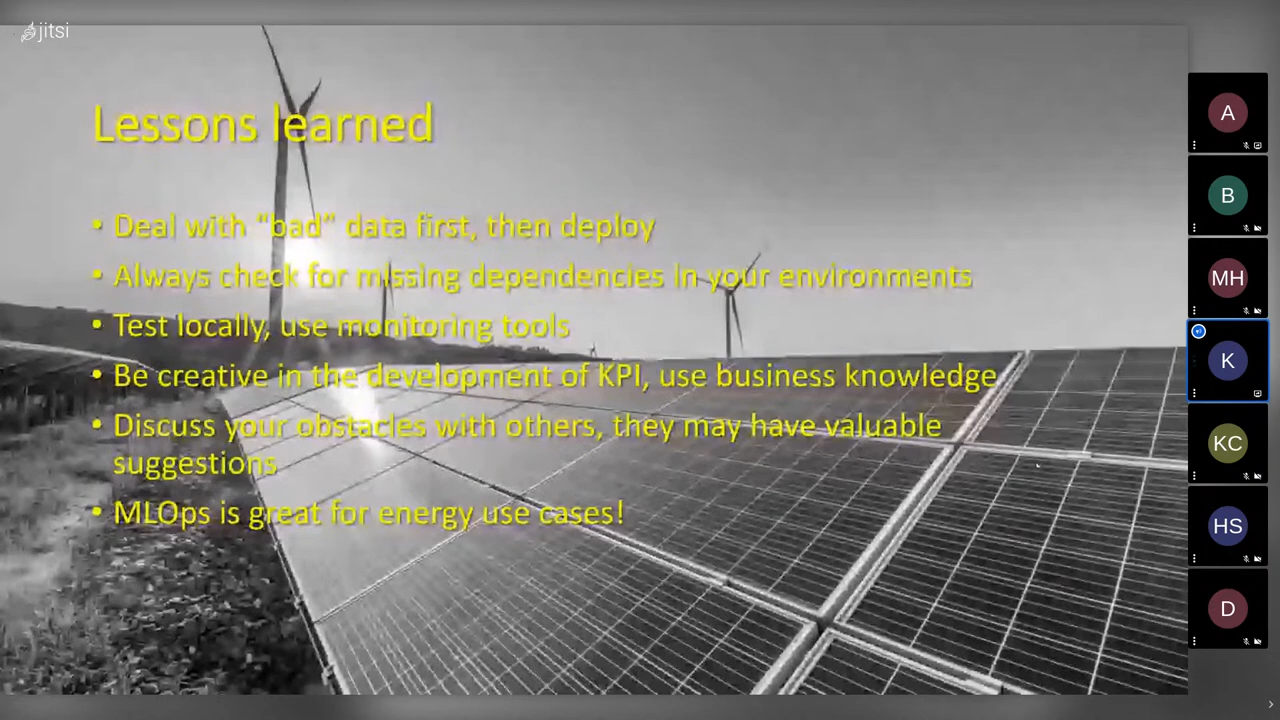 jitsi
Lessons learned
• Deal with "bad" data first, then deploy
• Always check for missing dependencies in your environments
• Test locally, use monitoring tools
• Be creative in the development of KPI, use business knowledge
• Discuss your obstacles with others, they may have valuable
suggestions
• MLOps is great for energy use cases!
A
B
MH
K
KC
HS
D